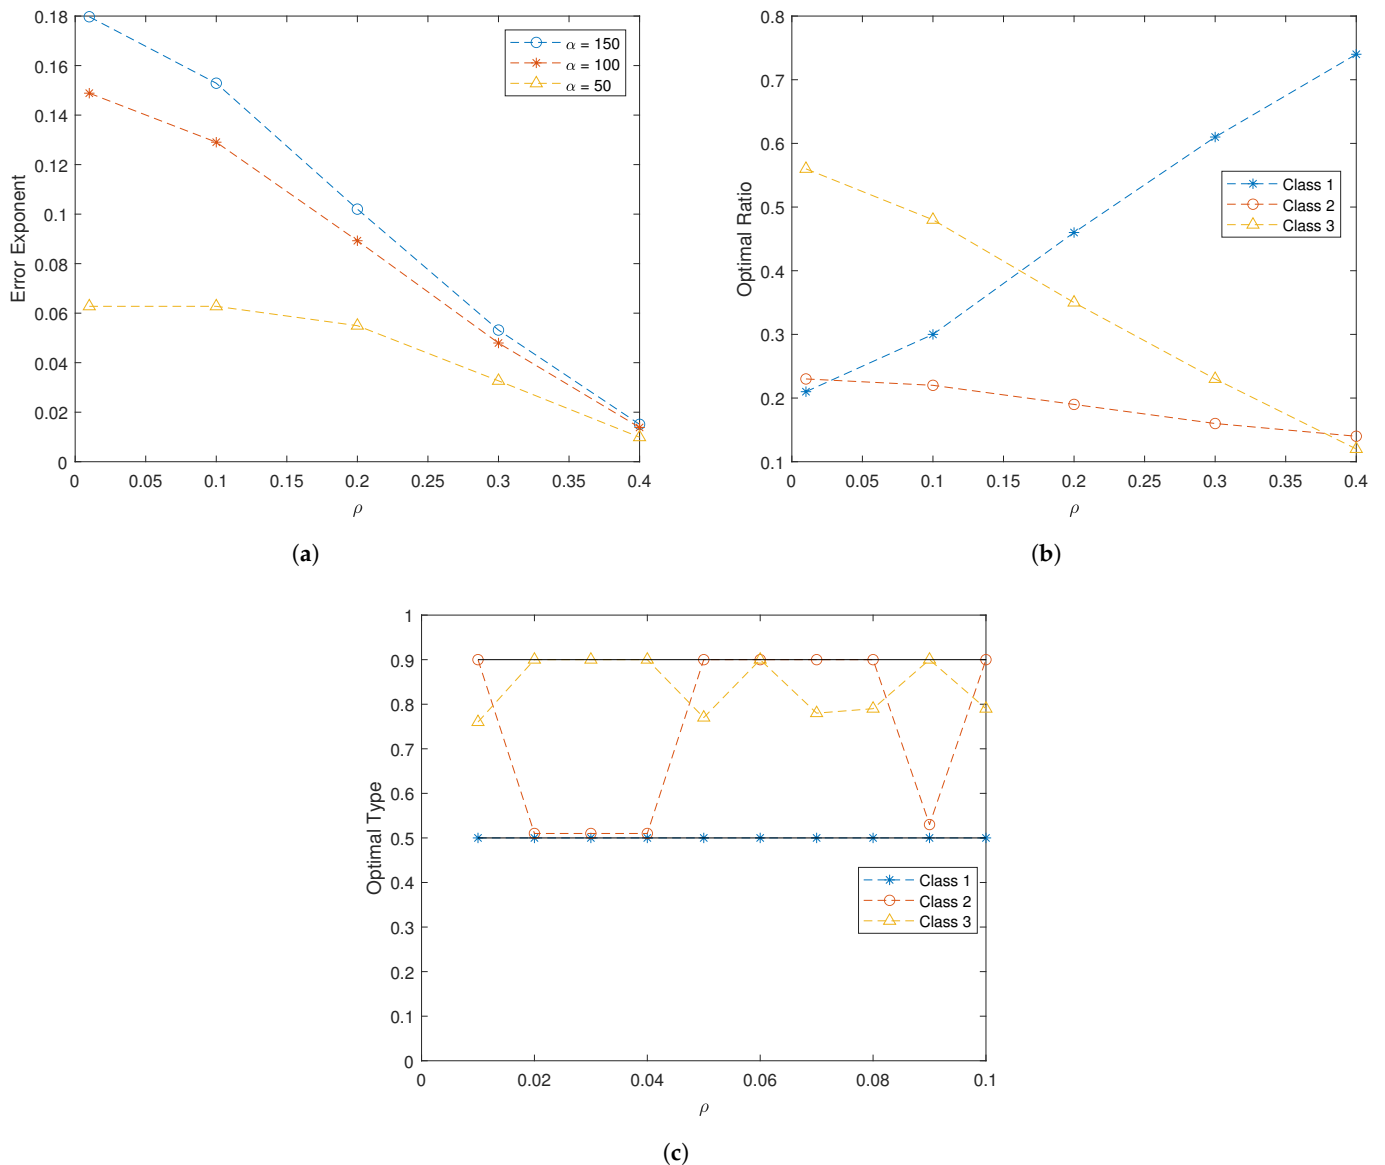 0.18
0.16
0.14
0.12
0.1
0.08
0.06
0.04
0.02
0
Error Exponent
0 0.05 0.1 0.15 0.2 0.25 0.3 0.35 0.4
ρ
α = 150
α = 100
α = 50
(a)
0.8
0.7
0.6
0.5
0.4
0.3
0.2
0.1
Optimal Ratio
0 0.05 0.1 0.15 0.2 0.25 0.3 0.35 0.4
ρ
Class 1
Class 2
Class 3
(b)
1
0.9
0.8
0.7
0.6
0.5
0.4
0.3
0.2
0.1
0
Optimal Type
0 0.02 0.04 0.06 0.08 0.1
ρ
Class 1
Class 2
Class 3
(c)